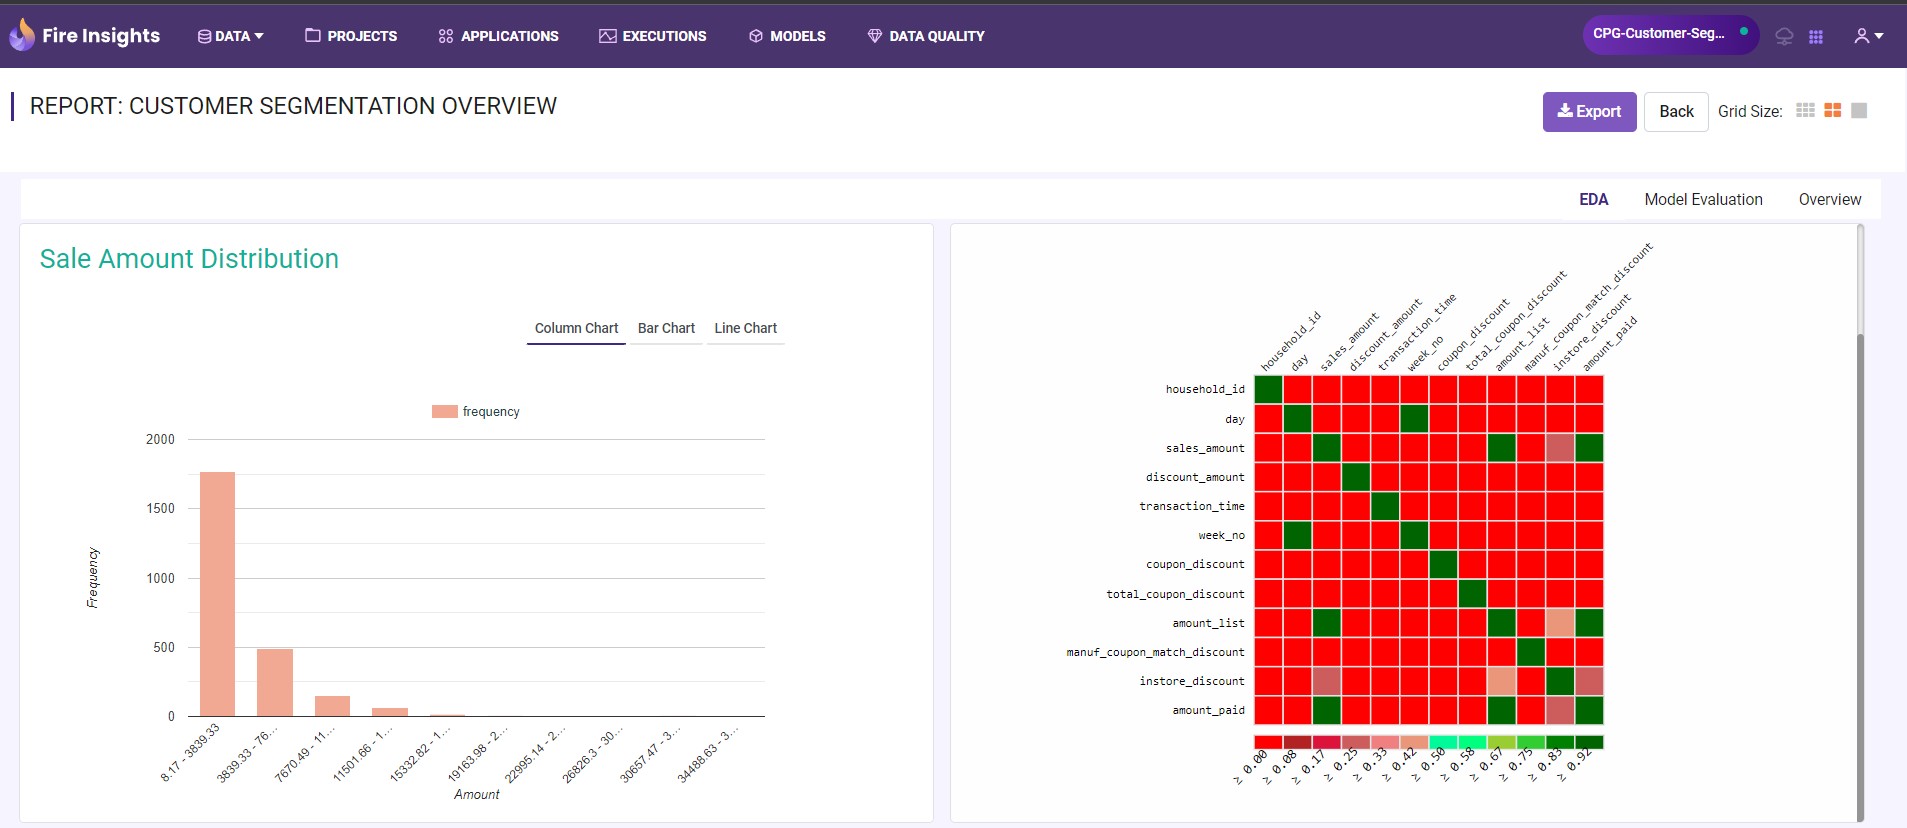 Fire Insights DATA PROJECTS APPLICATIONS EXECUTIONS MODELS DATA QUALITY CPG-Customer-Seg...
REPORT: CUSTOMER SEGMENTATION OVERVIEW
Export Back Grid Size:
EDA Model Evaluation Overview
Sale Amount Distribution
Column Chart Bar Chart Line Chart
frequency
2000
1500
1000
500
0
Frequency
8.17 - 3839.33
3839.33 - 76...
7670.49 - 11...
11501.66 - 1...
15332.82 - 1...
19163.98 - 2...
22995.14 - 2...
26826.3 - 30...
30657.47 - 3...
34488.63 - 3...
Amount
household_id
day
sales_amount
discount_amount
transaction_time
week_no
coupon_discount
total_coupon_discount
amount_list
manuf_coupon_match_discount
instore_discount
amount_paid
household_id
day
sales_amount
discount_amount
transaction_time
week_no
coupon_discount
total_coupon_discount
amount_list
manuf_coupon_match_discount
instore_discount
amount_paid
≥ 0.00
≥ 0.08
≥ 0.17
≥ 0.25
≥ 0.33
≥ 0.42
≥ 0.50
≥ 0.58
≥ 0.67
≥ 0.75
≥ 0.83
≥ 0.92